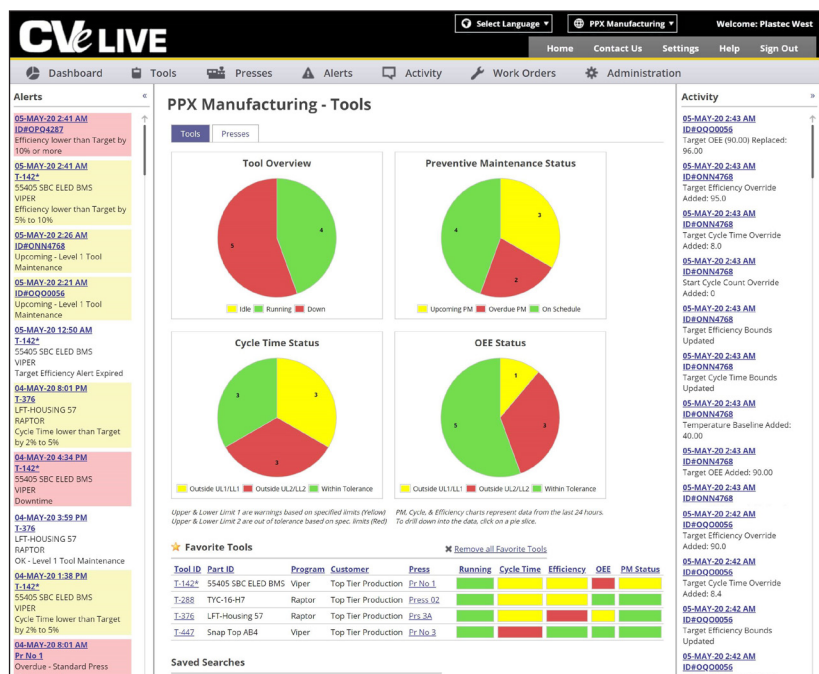 CVe LIVE
Select Language ▼
PPX Manufacturing ▼
Welcome: Plastec West
Home Contact Us Settings Help Sign Out
Dashboard Tools Presses Alerts Activity Work Orders Administration
Alerts «
05-MAY-20 2:41 AM
ID#OPQ4287
Efficiency lower than Target by
10% or more
05-MAY-20 2:41 AM
T-142*
55405 SBC ELED BMS
VIPER
Efficiency lower than Target by
5% to 10%
05-MAY-20 2:26 AM
ID#ONN4768
Upcoming - Level 1 Tool
Maintenance
05-MAY-20 2:21 AM
ID#OQO0056
Upcoming - Level 1 Tool
Maintenance
05-MAY-20 12:50 AM
T-142*
55405 SBC ELED BMS
VIPER
Target Efficiency Alert Expired
04-MAY-20 8:01 PM
T-376
LFT-HOUSING 57
RAPTOR
Cycle Time lower than Target
by 2% to 5%
04-MAY-20 4:34 PM
T-142*
55405 SBC ELED BMS
VIPER
Downtime
04-MAY-20 3:59 PM
T-376
LFT-HOUSING 57
RAPTOR
OK - Level 1 Tool Maintenance
04-MAY-20 1:38 PM
T-142*
55405 SBC ELED BMS
VIPER
Cycle Time lower than Target
by 2% to 5%
04-MAY-20 8:01 AM
Pr No 1
Overdue - Standard Press
PPX Manufacturing - Tools
Tools Presses
Tool Overview
5 4
Idle Running Down
Preventive Maintenance Status
4 3
2
Upcoming PM Overdue PM On Schedule
Cycle Time Status
3 3
3
Outside UL1/LL1 Outside UL2/LL2 Within Tolerance
OEE Status
1
5 3
Outside UL1/LL1 Outside UL2/LL2 Within Tolerance
Upper & Lower Limit 1 are warnings based on specified limits (Yellow)
Upper & Lower Limit 2 are out of tolerance based on spec. limits (Red)
PM, Cycle, & Efficiency charts represent data from the last 24 hours.
To drill down into the data, click on a pie slice.
Favorite Tools
Remove all Favorite Tools
Tool ID Part ID Program Customer Press Running Cycle Time Efficiency OEE PM Status
T-142* 55405 SBC ELED BMS Viper Top Tier Production Pr No 1
T-288 TYC-16-H7 Raptor Top Tier Production Press 02
T-376 LFT-Housing 57 Raptor Top Tier Production Prs 3A
T-447 Snap Top AB4 Viper Top Tier Production Pr No 3
Saved Searches
Activity »
05-MAY-20 2:43 AM
ID#OQO0056
Target OEE (90.00) Replaced:
96.00
05-MAY-20 2:43 AM
ID#ONN4768
Target Efficiency Override
Added: 95.0
05-MAY-20 2:43 AM
ID#ONN4768
Target Cycle Time Override
Added: 8.0
05-MAY-20 2:43 AM
ID#ONN4768
Start Cycle Count Override
Added: 0
05-MAY-20 2:43 AM
ID#ONN4768
Target Efficiency Bounds
Updated
05-MAY-20 2:43 AM
ID#ONN4768
Target Cycle Time Bounds
Updated
05-MAY-20 2:43 AM
ID#ONN4768
Temperature Baseline Added:
40.00
05-MAY-20 2:43 AM
ID#ONN4768
Target OEE Added: 90.00
05-MAY-20 2:43 AM
ID#ONN4768
05-MAY-20 2:43 AM
ID#OQO0056
Target Efficiency Override
Added: 90.0
05-MAY-20 2:42 AM
ID#OQO0056
Target Cycle Time Override
Added: 8.4
05-MAY-20 2:42 AM
ID#OQO0056
Target Efficiency Bounds
Updated
05-MAY-20 2:42 AM
ID#OQO0056